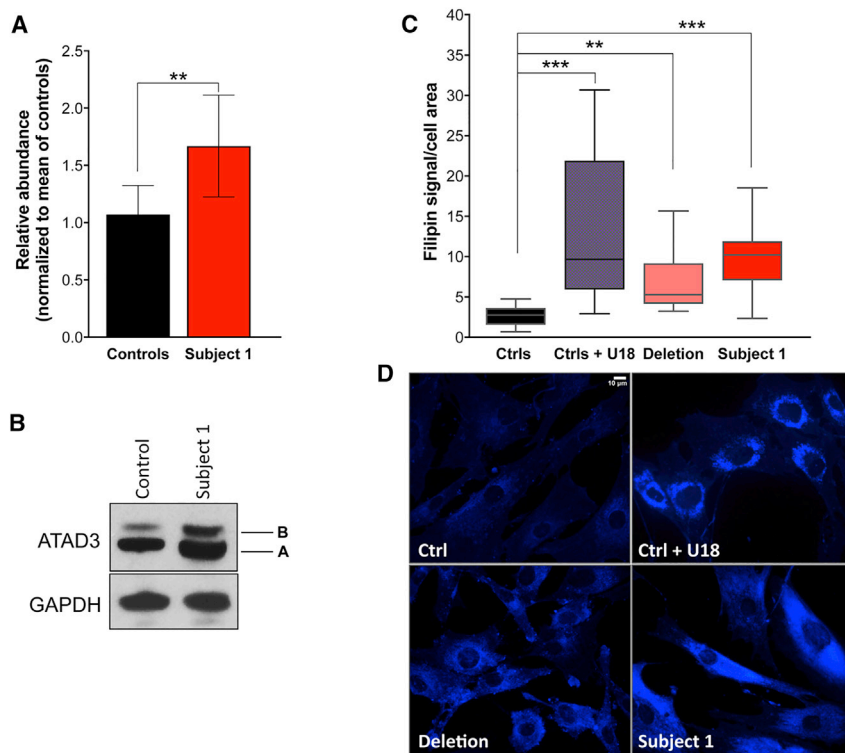 A
Relative abundance
(normalized to mean of controls)
2.5
2.0
1.5
1.0
0.5
0.0
**
Controls
Subject 1
B
Control
Subject 1
ATAD3
B
A
GAPDH
C
Filipin signal/cell area
40
35
30
25
20
15
10
5
0
***
**
***
Ctrls
Ctrls + U18
Deletion
Subject 1
D
10 µm
Ctrl
Ctrl + U18
Deletion
Subject 1